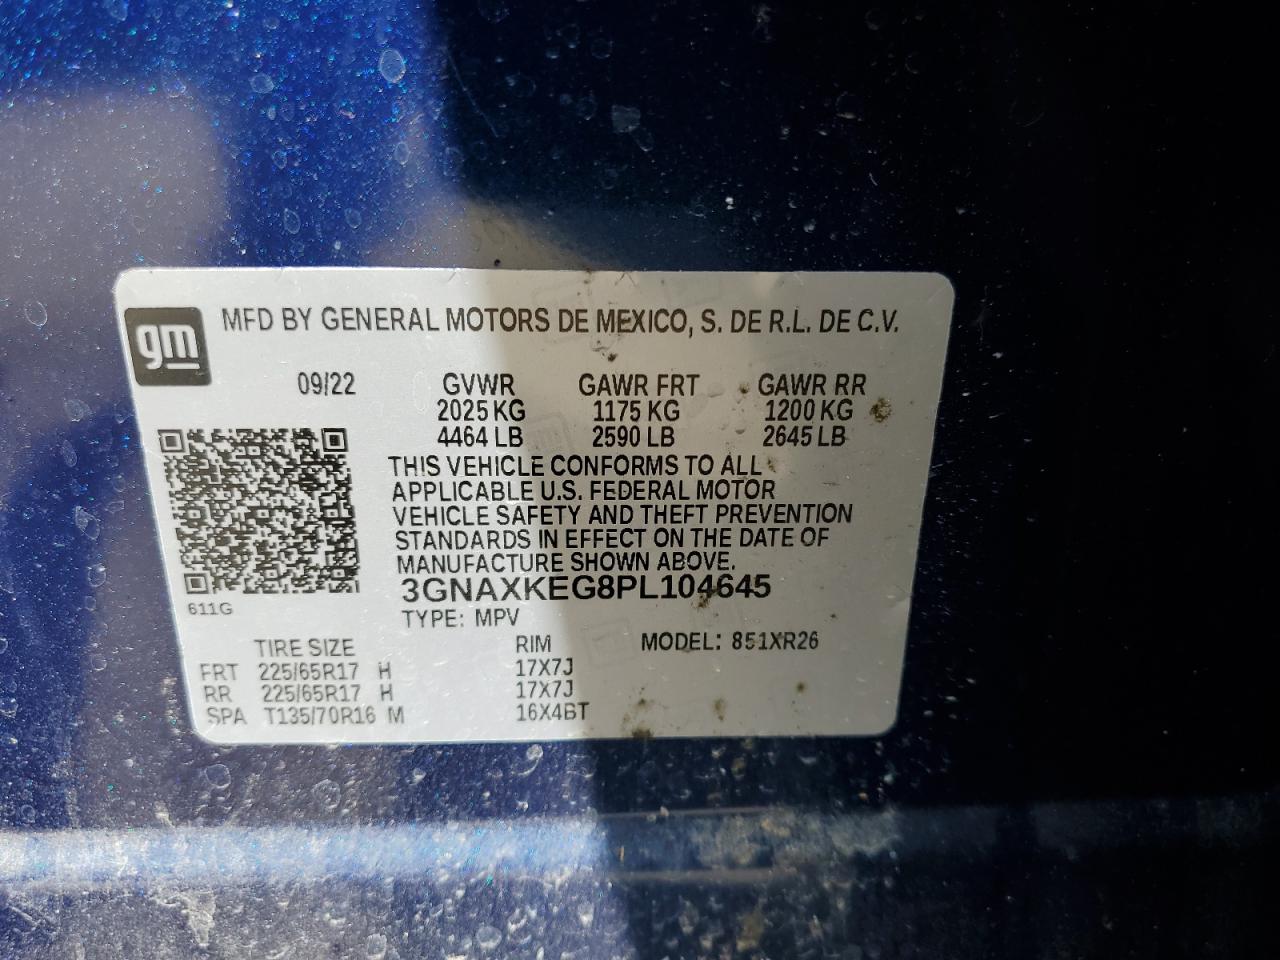 gm
MFD BY GENERAL MOTORS DE MEXICO, S. DE R.L. DE C.V.
09/22 GVWR GAWR FRT GAWR RR
2025 KG 1175 KG 1200 KG
4464 LB 2590 LB 2645 LB
THIS VEHICLE CONFORMS TO ALL
APPLICABLE U.S. FEDERAL MOTOR
VEHICLE SAFETY AND THEFT PREVENTION
STANDARDS IN EFFECT ON THE DATE OF
MANUFACTURE SHOWN ABOVE.
3GNAXKEG8PL104645
611G
TYPE: MPV
TIRE SIZE RIM MODEL: 851XR26
FRT 225/65R17 H 17X7J
RR 225/65R17 H 17X7J
SPA T135/70R16 M 16X4BT